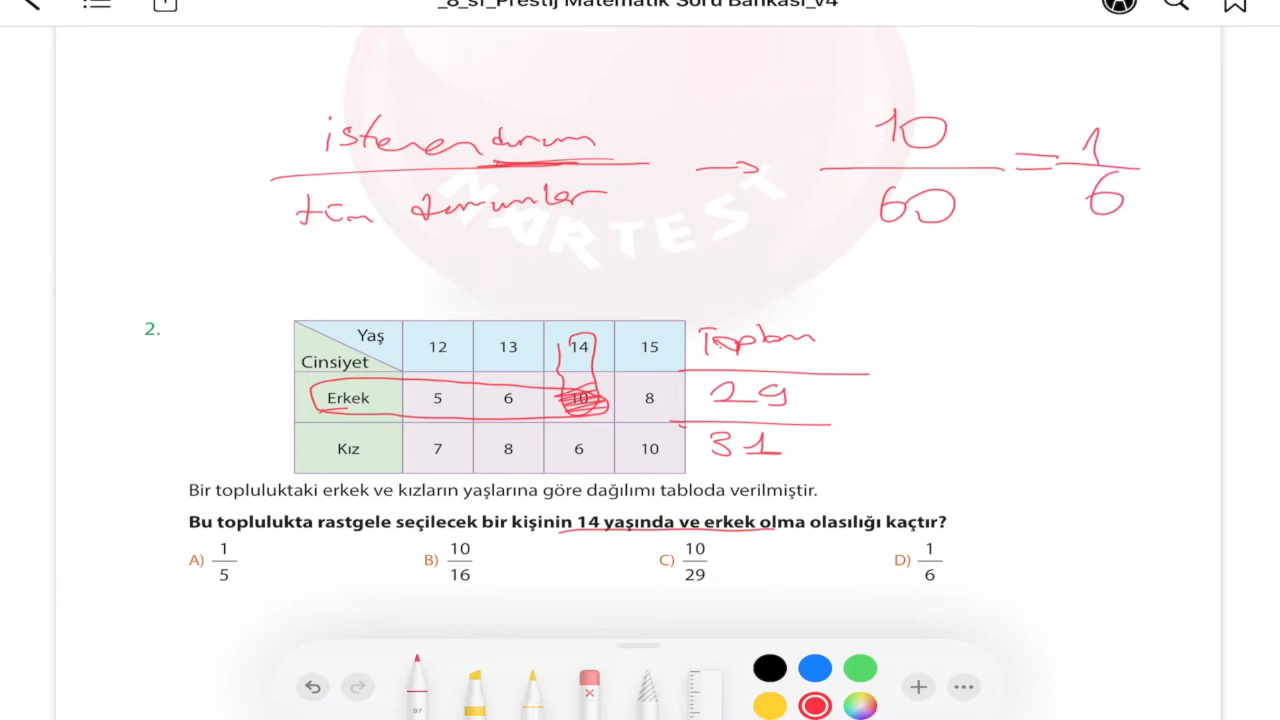 _8_sf_Prestij Matematik Soru Bankası_v4
istenen durum
tüm durumlar
→ 10/60 = 1/6
NARTEST
2.
Yaş 12 13 14 15 Toplam
Cinsiyet
Erkek 5 6 10 8 29
Kız 7 8 6 10 31
Bir topluluktaki erkek ve kızların yaşlarına göre dağılımı tabloda verilmiştir.
Bu toplulukta rastgele seçilecek bir kişinin 14 yaşında ve erkek olma olasılığı kaçtır?
A) 1/5 B) 10/16 C) 10/29 D) 1/6
97